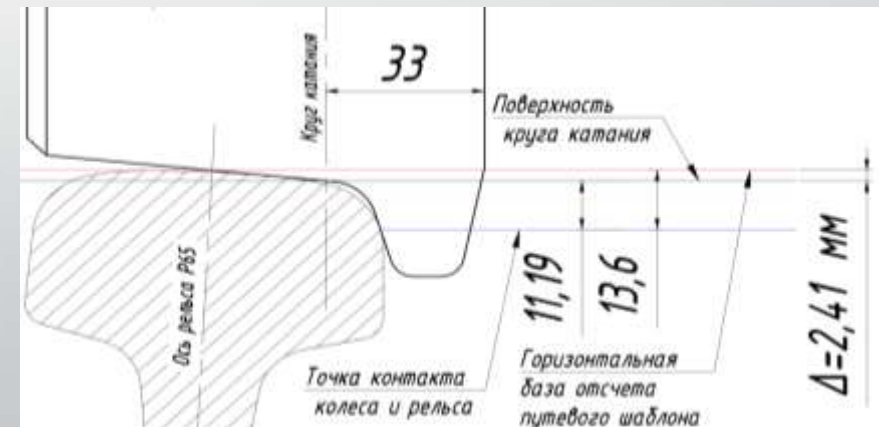 Круг катания
33
Поверхность
круга катания
Ось рельса Р65
11,19
13,6
Δ=2,41 мм
Точка контакта
колеса и рельса
Горизонтальная
база отсчета
путевого шаблона